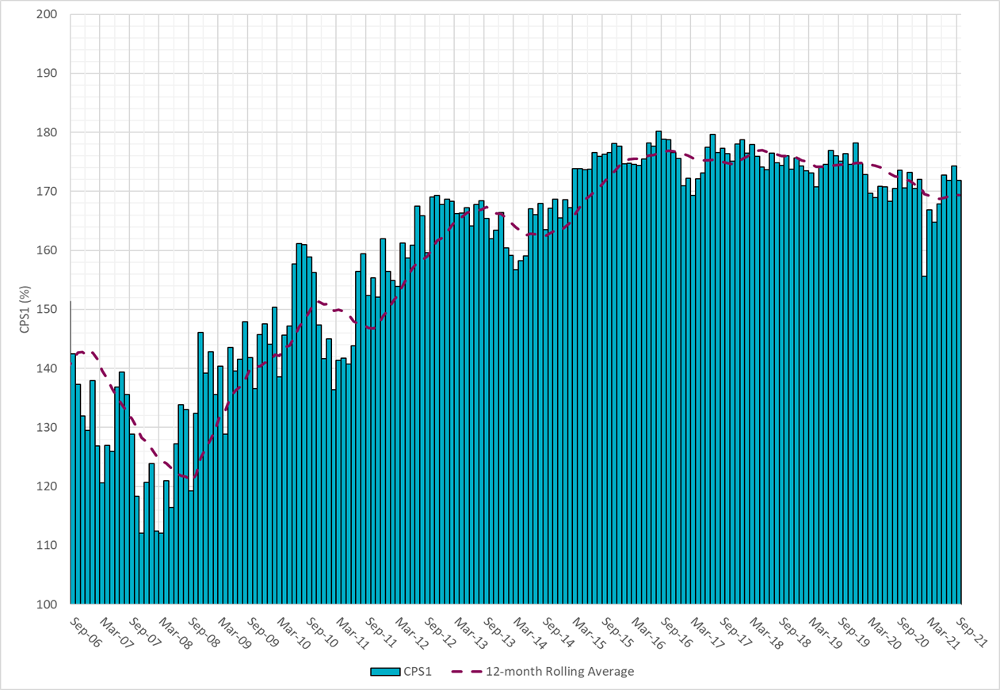 200
190
180
170
160
150
140
130
120
110
100
CPS1 (%)
Sep-06
Mar-07
Sep-07
Mar-08
Sep-08
Mar-09
Sep-09
Mar-10
Sep-10
Mar-11
Sep-11
Mar-12
Sep-12
Mar-13
Sep-13
Mar-14
Sep-14
Mar-15
Sep-15
Mar-16
Sep-16
Mar-17
Sep-17
Mar-18
Sep-18
Mar-19
Sep-19
Mar-20
Sep-20
Mar-21
Sep-21
CPS1
12-month Rolling Average